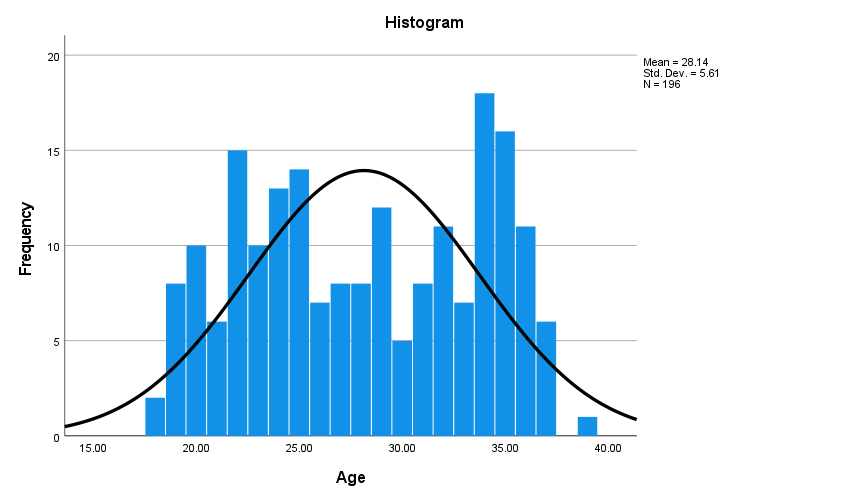 Histogram
Mean = 28.14
Std. Dev. = 5.61
N = 196
20
15
10
5
0
Frequency
15.00 20.00 25.00 30.00 35.00 40.00
Age